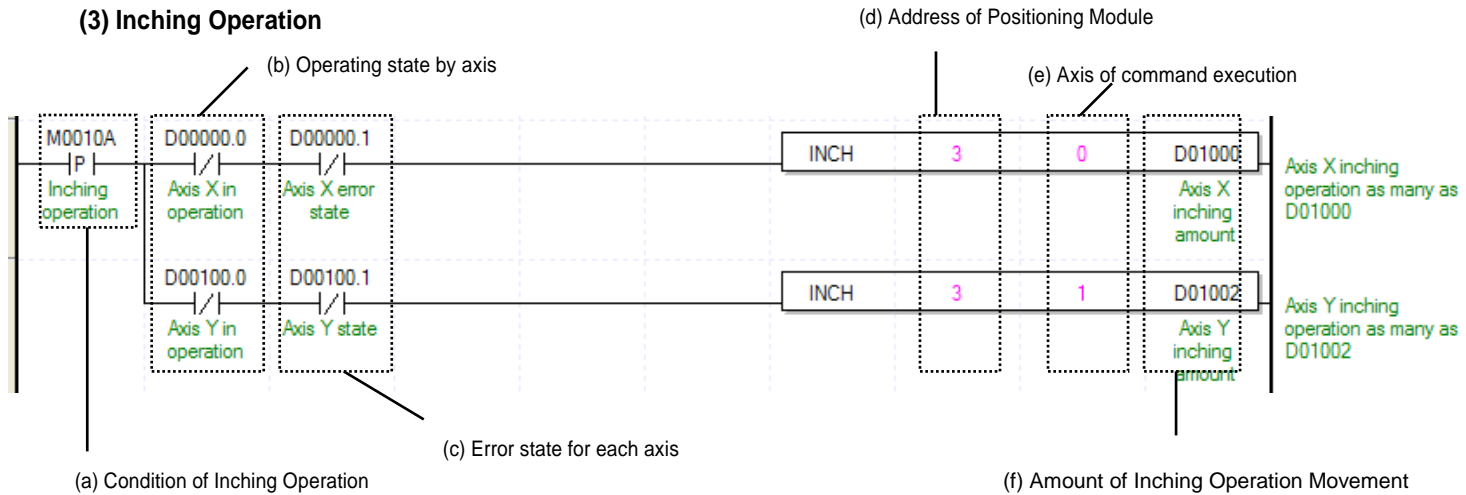 (3) Inching Operation
(d) Address of Positioning Module
(b) Operating state by axis
(e) Axis of command execution
M0010A
D00000.0
D00000.1
P
INCH
3
0
D01000
Inching
operation
Axis X in
operation
Axis X error
state
Axis X
inching
amount
Axis X inching
operation as many as
D01000
D00100.0
D00100.1
INCH
3
1
D01002
Axis Y in
operation
Axis Y state
Axis Y
inching
amount
Axis Y inching
operation as many as
D01002
(c) Error state for each axis
(a) Condition of Inching Operation
(f) Amount of Inching Operation Movement